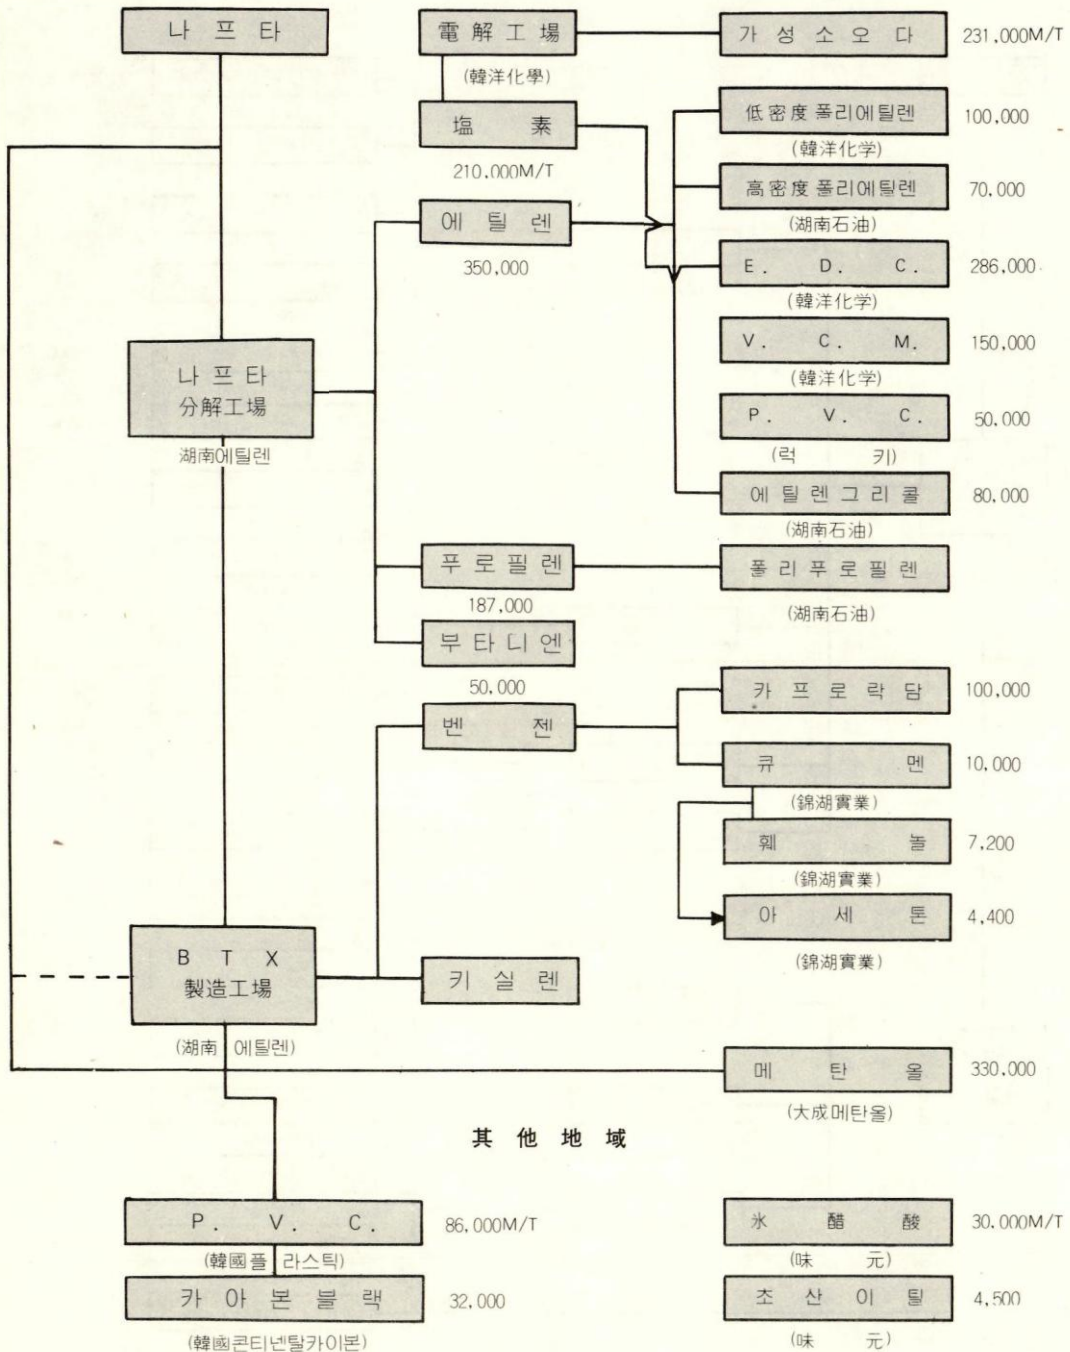 나 프 타
電 解 工 場
(韓洋化學)
가 성 소 오 다 231,000M/T
塩 素
210,000M/T
低密度폴리에틸렌 100,000
(韓洋化学)
高密度폴리에틸렌 70,000
(湖南石油)
에 틸 렌
350,000
E. D. C. 286,000
(韓洋化学)
V. C. M. 150,000
(韓洋化学)
나 프 타
分解工場
湖南에틸렌
P. V. C. 50,000
(럭 키)
에 틸 렌 그 리 콜 80,000
(湖南石油)
푸 로 필 렌
187,000
폴 리 푸 로 필 렌
(湖南石油)
부 타 디 엔
50,000
벤 젠
카 프 로 락 담 100,000
큐 멘 10,000
(錦湖實業)
훼 놀 7,200
(錦湖實業)
아 세 톤 4,400
(錦湖實業)
B T X
製造工場
(湖南 에틸렌)
키 실 렌
메 탄 올 330,000
(大成메탄올)
其 他 地 域
P. V. C. 86,000M/T
(韓國플 라스틱)
카 아 본 블 랙 32,000
(韓國콘티넨탈카이본)
氷 醋 酸 30,000M/T
(味 元)
초 산 이 틸 4,500
(味 元)